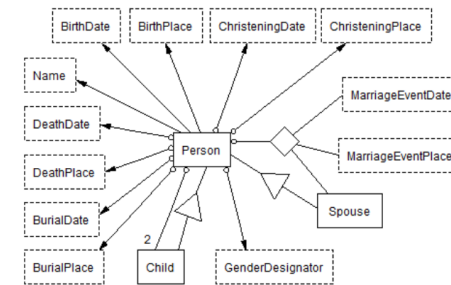 BirthDate
BirthPlace
ChristeningDate
ChristeningPlace
Name
MarriageEventDate
DeathDate
Person
MarriageEventPlace
DeathPlace
BurialDate
Spouse
2
BurialPlace
Child
GenderDesignator